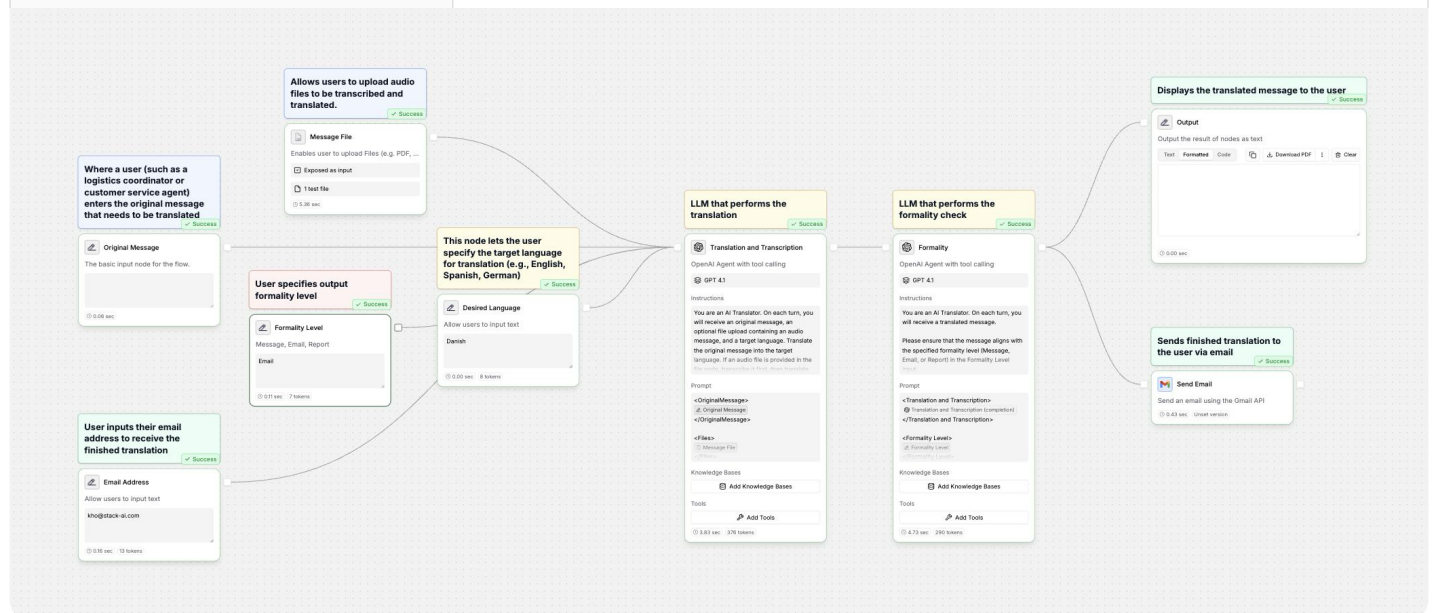 Allows users to upload audio
files to be transcribed and
translated.
Success
Message File
Enables user to upload Files (e.g. PDF, ...
Exposed as input
1 test file
5.36 sec
Where a user (such as a
logistics coordinator or
customer service agent)
enters the original message
that needs to be translated
Success
Original Message
The basic input node for the flow.
0.06 sec
User specifies output
formality level
Success
Formality Level
Message, Email, Report
Email
0.11 sec 7 tokens
This node lets the user
specify the target language
for translation (e.g., English,
Spanish, German)
Success
Desired Language
Allow users to input text
Danish
0.00 sec 8 tokens
User inputs their email
address to receive the
finished translation
Success
Email Address
Allow users to input text
kho@stack-ai.com
0.16 sec 13 tokens
LLM that performs the
translation
Success
Translation and Transcription
OpenAI Agent with tool calling
GPT 4.1
Instructions
You are an AI Translator. On each turn, you
will receive an original message, an
optional file upload containing an audio
message, and a target language. Translate
the original message into the target
language. If an audio file is provided in the
Prompt
<OriginalMessage>
Original Message
</OriginalMessage>
<Files>
Message File
Knowledge Bases
Add Knowledge Bases
Tools
Add Tools
3.83 sec 376 tokens
LLM that performs the
formality check
Success
Formality
OpenAI Agent with tool calling
GPT 4.1
Instructions
You are an AI Translator. On each turn, you
will receive a translated message.
Please ensure that the message aligns with
the specified formality level (Message,
Email, or Report) in the Formality Level
Prompt
<Translation and Transcription>
Translation and Transcription (completion)
</Translation and Transcription>
<Formality Level>
Formality Level
Knowledge Bases
Add Knowledge Bases
Tools
Add Tools
4.73 sec 290 tokens
Displays the translated message to the user
Success
Output
Output the result of nodes as text
Text Formatted Code Download PDF Clear
0.00 sec
Sends finished translation to
the user via email
Success
Send Email
Send an email using the Gmail API
0.43 sec Unset version